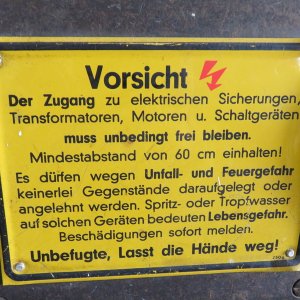 Vorsicht
Der Zugang zu elektrischen Sicherungen,
Transformatoren, Motoren u. Schaltgeräten
muss unbedingt frei bleiben.
Mindestabstand von 60 cm einhalten!
Es dürfen wegen Unfall- und Feuergefahr
keinerlei Gegenstände daraufgelegt oder
angelehnt werden. Spritz- oder Tropfwasser
auf solchen Geräten bedeuten Lebensgefahr.
Beschädigungen sofort melden.
Unbefugte, Lasst die Hände weg!